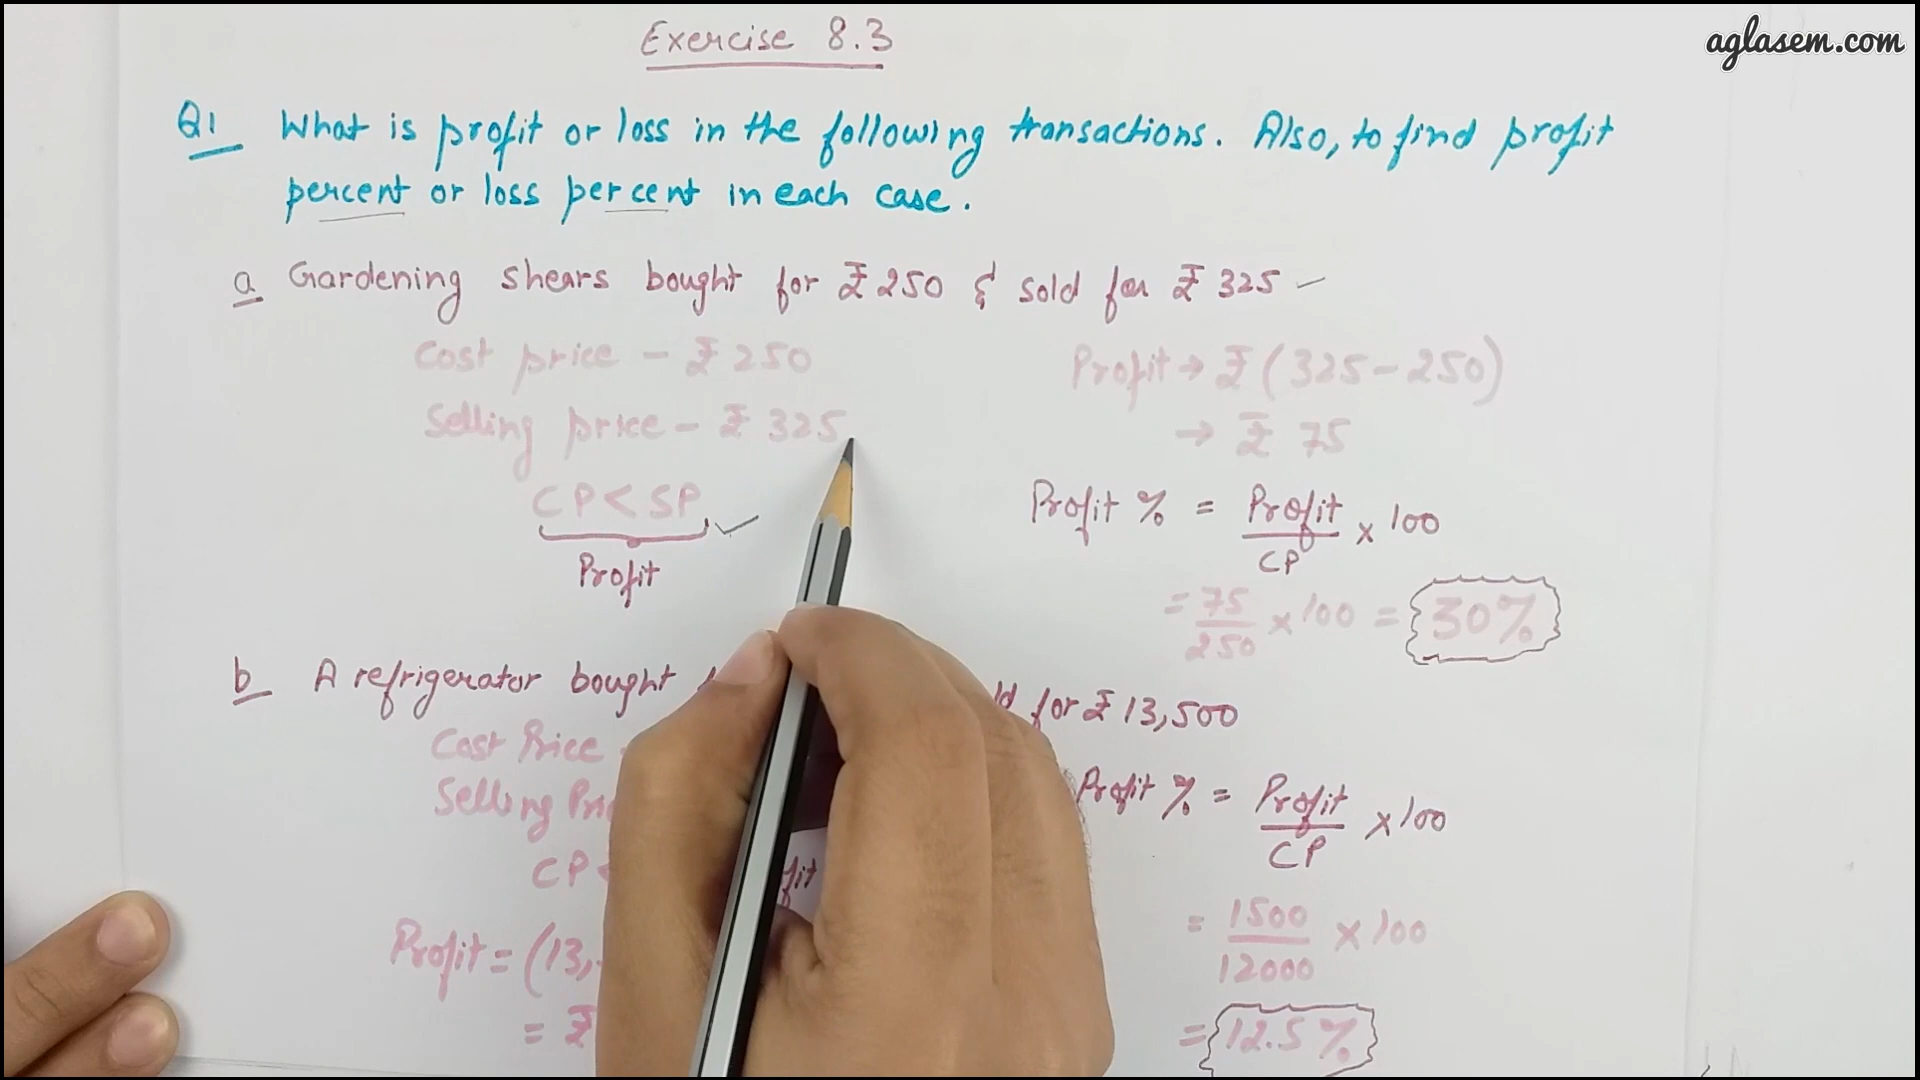 aglasem.com
Exercise 8.3
Q1 What is profit or loss in the following transactions. Also, to find profit
percent or loss percent in each case.
a Gardening shears bought for ₹ 250 & sold for ₹ 325
Cost price - ₹ 250
Selling price - ₹ 325
CP < SP
Profit
Profit → ₹ (325 - 250)
→ ₹ 75
Profit % = Profit/CP × 100
= 75/250 × 100 = 30%
b A refrigerator bought for ₹ 13,500
Cost Price
Selling
CP <
Profit = (13,
= ₹
Profit % = Profit/CP × 100
= 1500/12000 × 100
= 12.5%